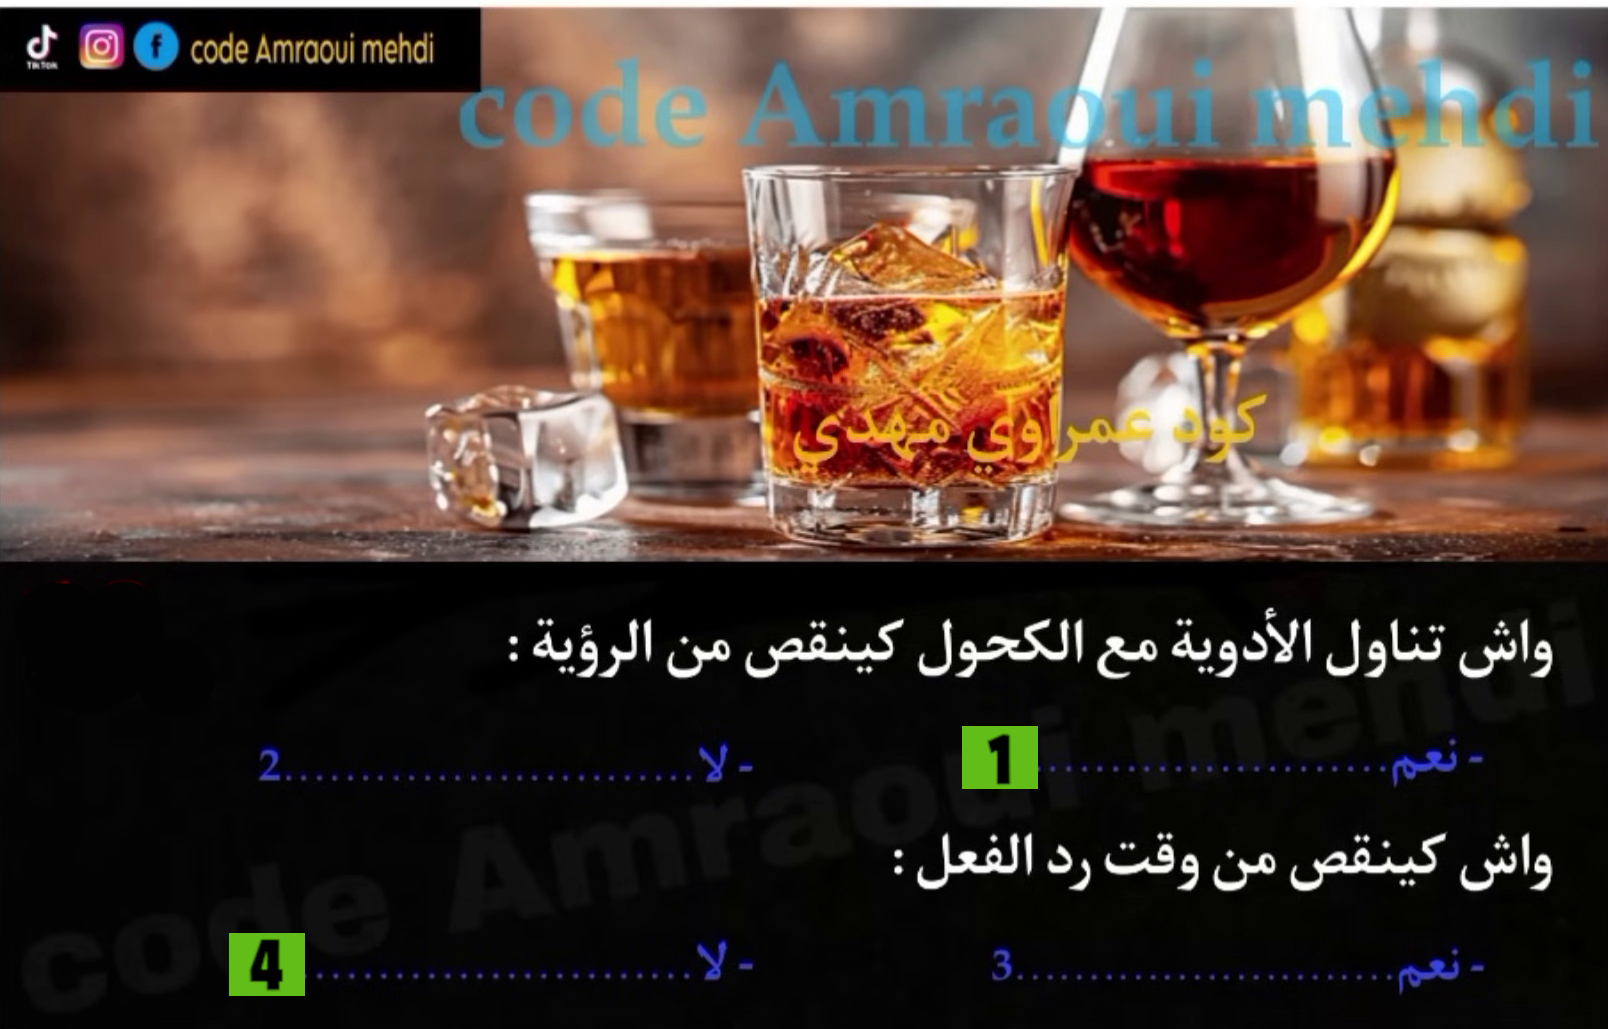 TikTok
code Amraoui mehdi
code Amraoui mehdi
كود عمراوي مهدي
واش تناول الأدوية مع الكحول كينقص من الرؤية :
- نعم..........................1
- لا..........................2
واش كينقص من وقت رد الفعل :
- نعم..........................3
- لا..........................4
code Amraoui mehdi